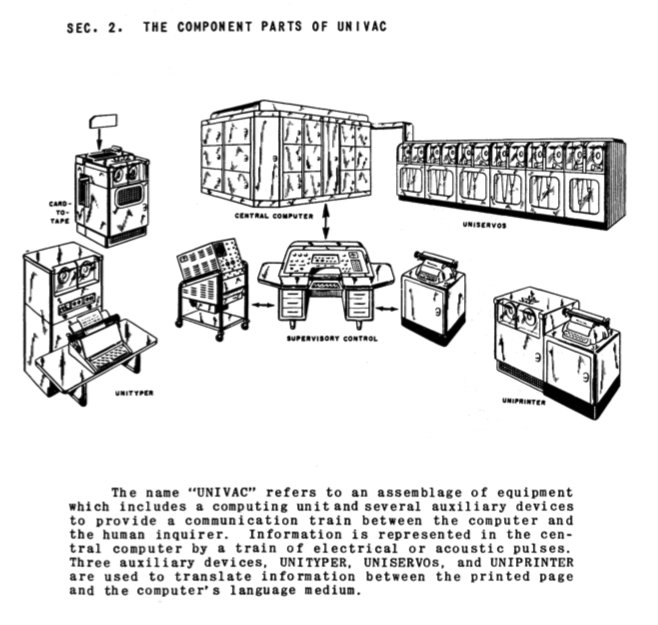 SEC. 2. THE COMPONENT PARTS OF UNIVAC
CARD-
TO-
TAPE
CENTRAL COMPUTER
UNISERVOS
SUPERVISORY CONTROL
UNITYPER
UNIPRINTER
The name "UNIVAC" refers to an assemblage of equipment
which includes a computing unit and several auxiliary devices
to provide a communication train between the computer and
the human inquirer. Information is represented in the cen-
tral computer by a train of electrical or acoustic pulses.
Three auxiliary devices, UNITYPER, UNISERVOS, and UNIPRINTER
are used to translate information between the printed page
and the computer's language medium.